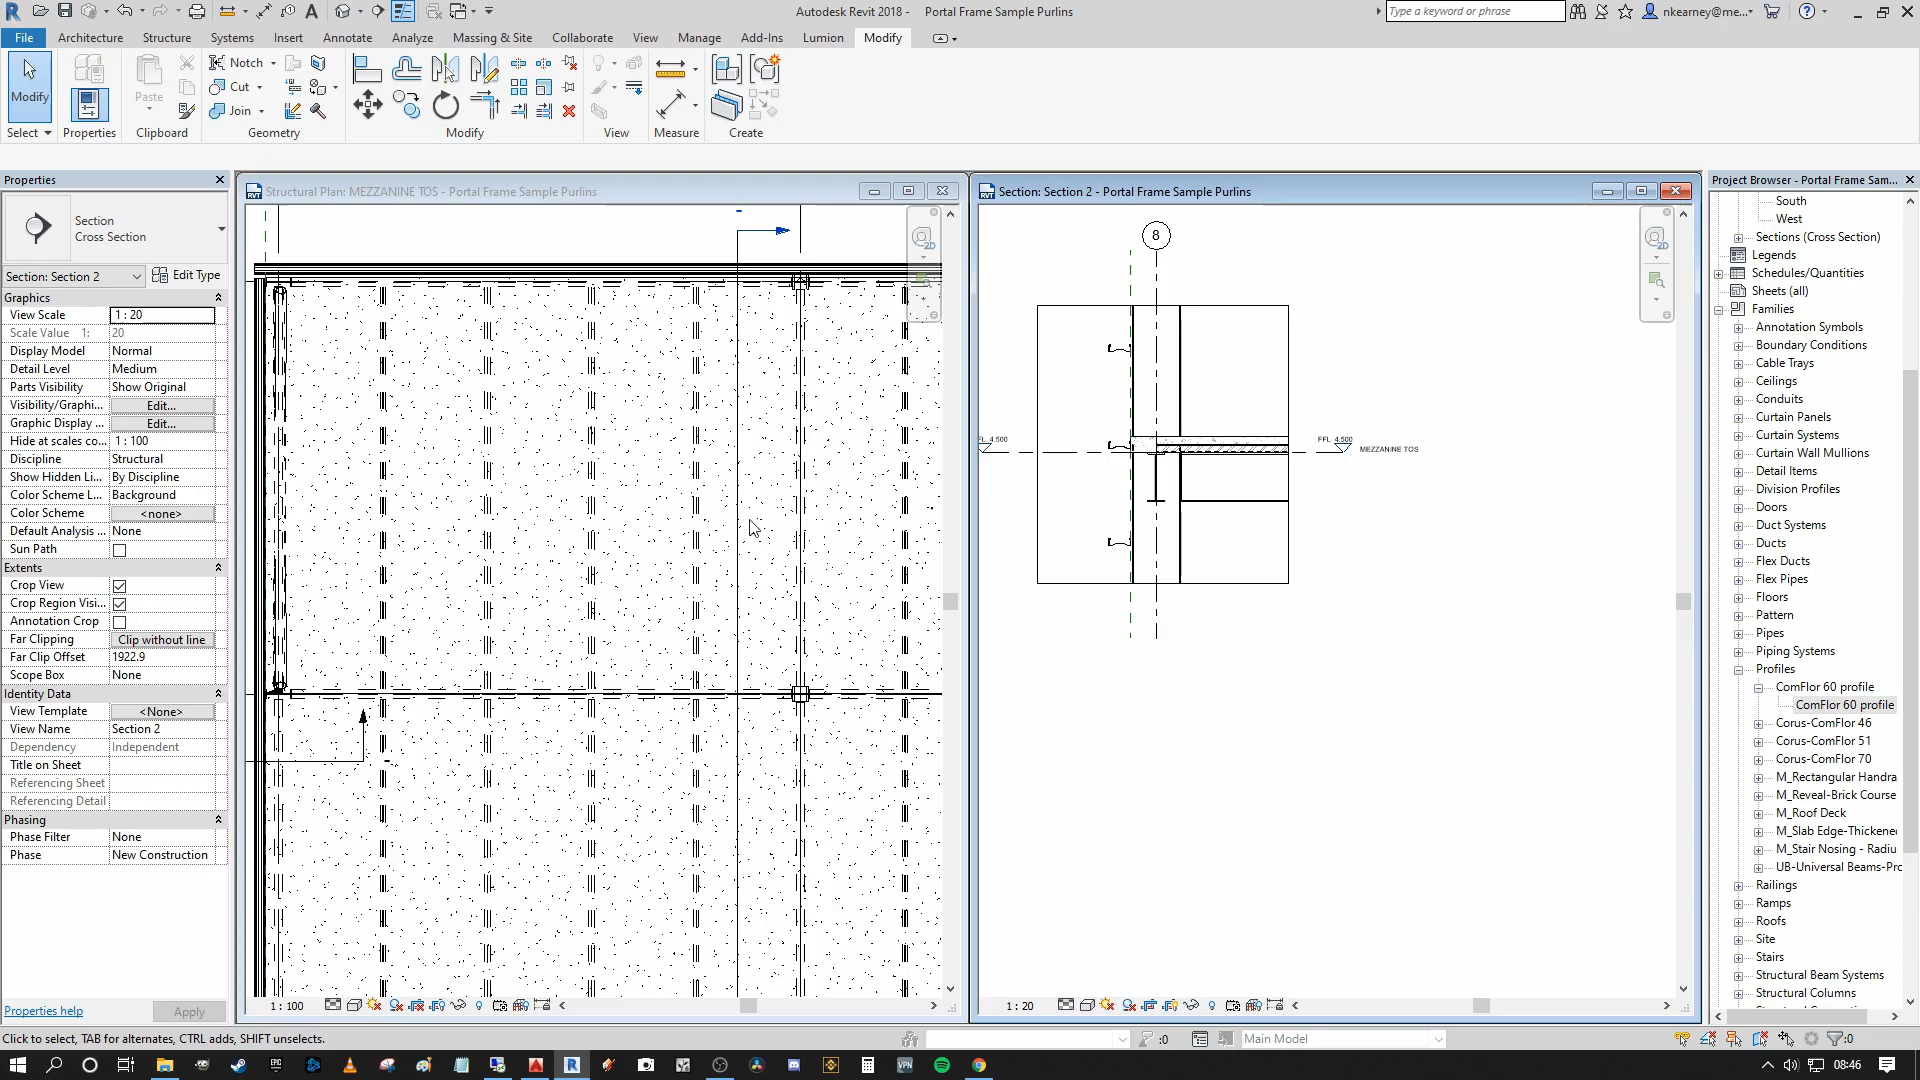 Autodesk Revit 2018 - Portal Frame Sample Purlins
Type a keyword or phrase
nkearney@me...
File Architecture Structure Systems Insert Annotate Analyze Massing & Site Collaborate View Manage Add-Ins Lumion Modify
Modify
Paste
Notch
Cut
Join
Select Properties Clipboard Geometry Modify View Measure Create
Properties
Section
Cross Section
Section: Section 2
Edit Type
Graphics
View Scale 1 : 20
Scale Value 1: 20
Display Model Normal
Detail Level Medium
Parts Visibility Show Original
Visibility/Graphi... Edit...
Graphic Display ... Edit...
Hide at scales co... 1 : 100
Discipline Structural
Show Hidden Li... By Discipline
Color Scheme L... Background
Color Scheme <none>
Default Analysis ... None
Sun Path
Extents
Crop View
Crop Region Visi...
Annotation Crop
Far Clipping Clip without line
Far Clip Offset 1922.9
Scope Box None
Identity Data
View Template <None>
View Name Section 2
Dependency Independent
Title on Sheet
Referencing Sheet
Referencing Detail
Phasing
Phase Filter None
Phase New Construction
Properties help
Apply
Structural Plan: MEZZANINE TOS - Portal Frame Sample Purlins
2D
1 : 100
Section: Section 2 - Portal Frame Sample Purlins
2D
8
FL 4.500
FFL 4.500
MEZZANINE TOS
1 : 20
Project Browser - Portal Frame Sam...
South
West
Sections (Cross Section)
Legends
Schedules/Quantities
Sheets (all)
Families
Annotation Symbols
Boundary Conditions
Cable Trays
Ceilings
Conduits
Curtain Panels
Curtain Systems
Curtain Wall Mullions
Detail Items
Division Profiles
Doors
Duct Systems
Ducts
Flex Ducts
Flex Pipes
Floors
Pattern
Pipes
Piping Systems
Profiles
ComFlor 60 profile
ComFlor 60 profile
Corus-ComFlor 46
Corus-ComFlor 51
Corus-ComFlor 70
M_Rectangular Handra
M_Reveal-Brick Course
M_Roof Deck
M_Slab Edge-Thickene
M_Stair Nosing - Radiu
UB-Universal Beams-Prc
Railings
Ramps
Roofs
Site
Stairs
Structural Beam Systems
Structural Columns
Click to select, TAB for alternates, CTRL adds, SHIFT unselects.
:0
Main Model
:0
08:46